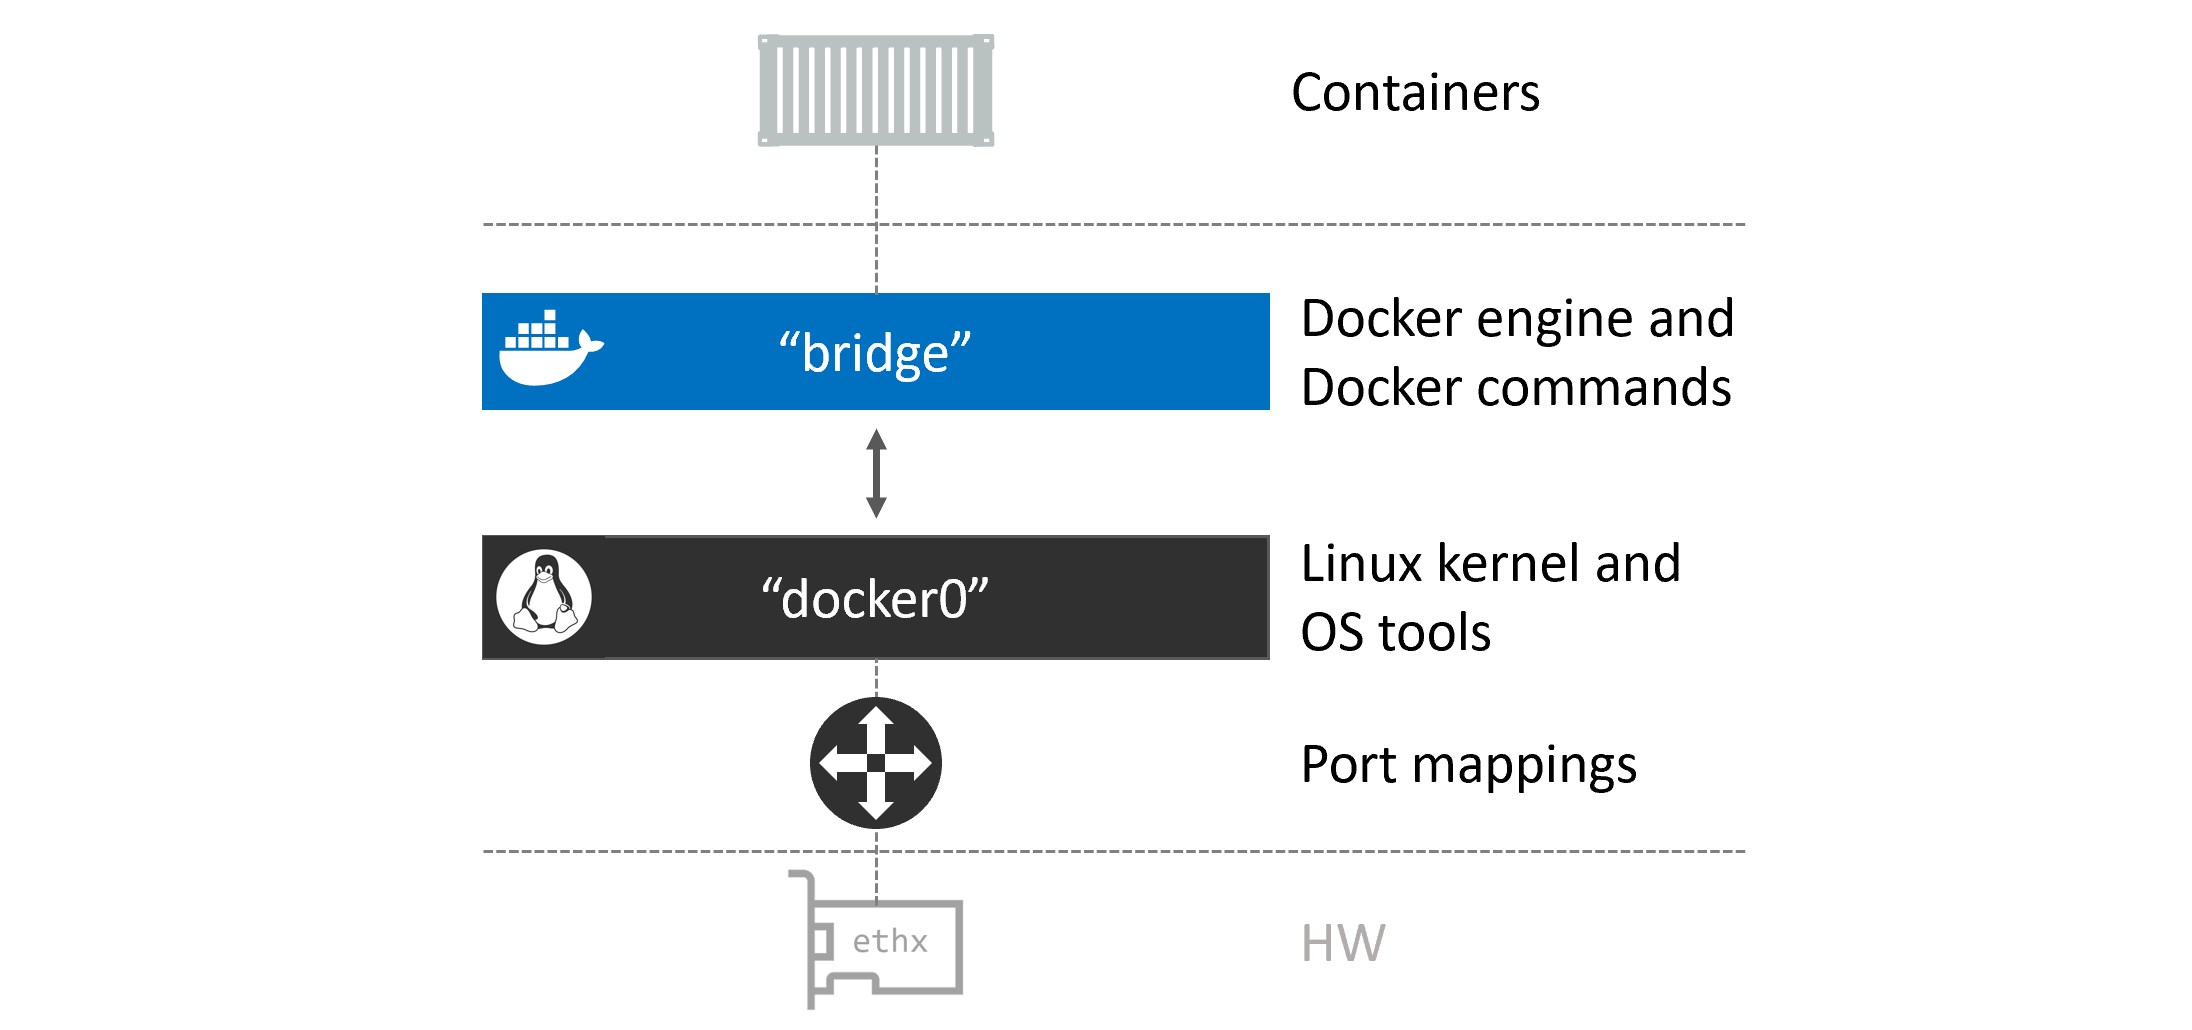 Containers
“bridge”
Docker engine and
Docker commands
“docker0”
Linux kernel and
OS tools
Port mappings
ethx
HW